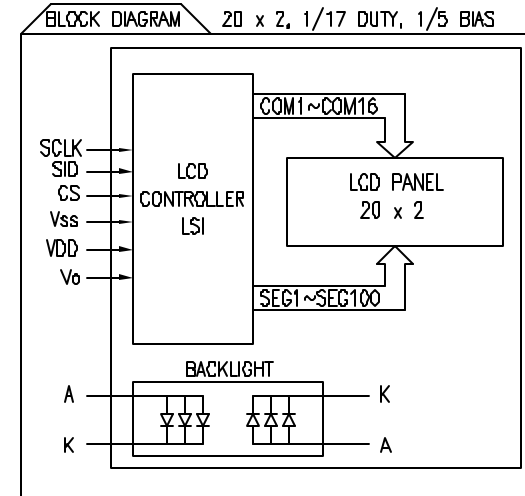 BLOCK DIAGRAM
20 x 2, 1/17 DUTY, 1/5 BIAS
COM1~COM16
SCLK
SID
CS
Vss
VDD
Vo
LCD
CONTROLLER
LSI
LCD PANEL
20 x 2
SEG1~SEG100
BACKLIGHT
A
K
K
A